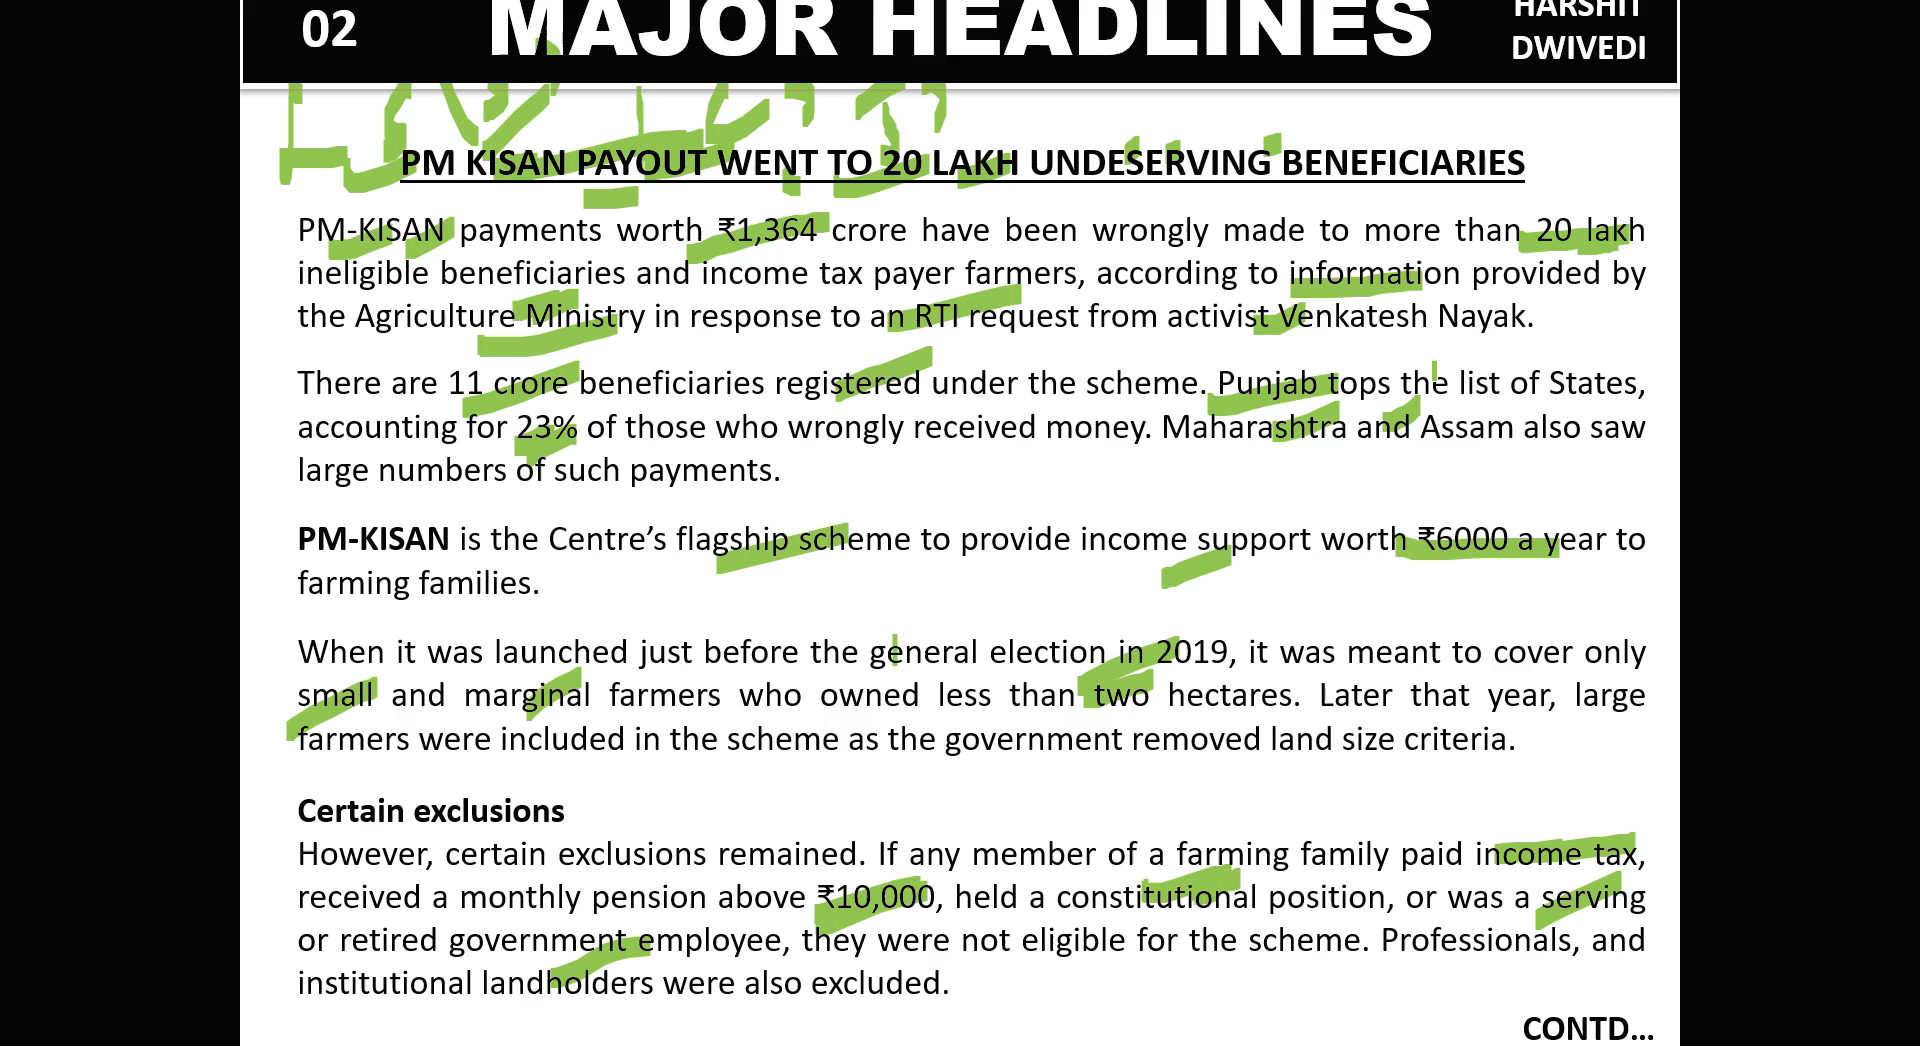 02
MAJOR HEADLINES
HARSHIT
DWIVEDI
PM KISAN PAYOUT WENT TO 20 LAKH UNDESERVING BENEFICIARIES
PM-KISAN payments worth ₹1,364 crore have been wrongly made to more than 20 lakh
ineligible beneficiaries and income tax payer farmers, according to information provided by
the Agriculture Ministry in response to an RTI request from activist Venkatesh Nayak.
There are 11 crore beneficiaries registered under the scheme. Punjab tops the list of States,
accounting for 23% of those who wrongly received money. Maharashtra and Assam also saw
large numbers of such payments.
PM-KISAN is the Centre’s flagship scheme to provide income support worth ₹6000 a year to
farming families.
When it was launched just before the general election in 2019, it was meant to cover only
small and marginal farmers who owned less than two hectares. Later that year, large
farmers were included in the scheme as the government removed land size criteria.
Certain exclusions
However, certain exclusions remained. If any member of a farming family paid income tax,
received a monthly pension above ₹10,000, held a constitutional position, or was a serving
or retired government employee, they were not eligible for the scheme. Professionals, and
institutional landholders were also excluded.
CONTD...